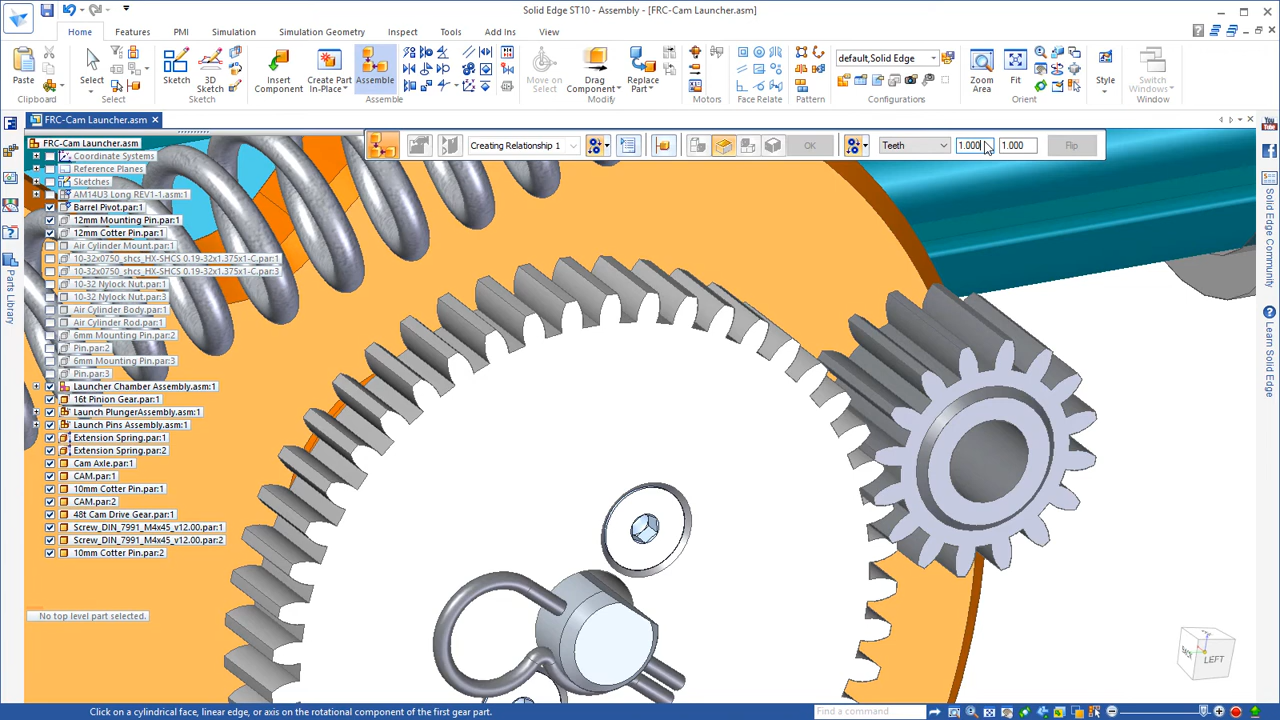 Solid Edge ST10 - Assembly - [FRC-Cam Launcher.asm]
Home Features PMI Simulation Simulation Geometry Inspect Tools Add Ins View
Paste
Clipboard
Select
Select
Sketch
3D Sketch
Sketch
Insert Component
Create Part In-Place
Assemble
Assemble
Move on Select
Drag Component
Replace Part
Modify
Motors
Face Relate
Pattern
default,Solid Edge
Configurations
Zoom Area
Fit
Orient
Style
Switch Windows
Window
FRC-Cam Launcher.asm
Creating Relationship 1
OK
Teeth
1.000
1.000
Flip
FRC-Cam Launcher.asm
Coordinate Systems
Reference Planes
Sketches
AM14U3 Long REV1-1.asm:1
Barrel Pivot.par:1
12mm Mounting Pin.par:1
12mm Cotter Pin.par:1
Air Cylinder Mount.par:1
10-32x0750_shcs_HX-SHCS 0.19-32x1.375x1-C.par:1
10-32x0750_shcs_HX-SHCS 0.19-32x1.375x1-C.par:3
10-32 Nylock Nut.par:1
10-32 Nylock Nut.par:3
Air Cylinder Body.par:1
Air Cylinder Rod.par:1
6mm Mounting Pin.par:2
Pin.par:2
6mm Mounting Pin.par:3
Pin.par:3
Launcher Chamber Assembly.asm:1
16t Pinion Gear.par:1
Launch PlungerAssembly.asm:1
Launch Pins Assembly.asm:1
Extension Spring.par:1
Extension Spring.par:2
Cam Axle.par:1
CAM.par:1
10mm Cotter Pin.par:1
CAM.par:2
48t Cam Drive Gear.par:1
Screw_DIN_7991_M4x45_v12.00.par:1
Screw_DIN_7991_M4x45_v12.00.par:2
10mm Cotter Pin.par:2
No top level part selected.
Parts Library
You Tube
Solid Edge Community
Learn Solid Edge
BACK
LEFT
Click on a cylindrical face, linear edge, or axis on the rotational component of the first gear part.
Find a command